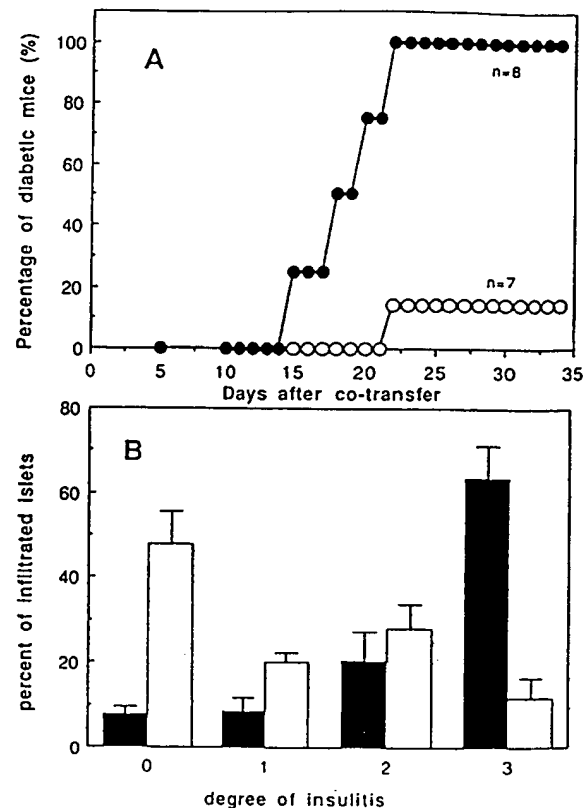 A
Percentage of diabetic mice (%)
100
80
60
40
20
0
n=8
n=7
0 5 10 15 20 25 30 35
Days after co-transfer
B
percent of infiltrated islets
80
60
40
20
0
0 1 2 3
degree of insulitis